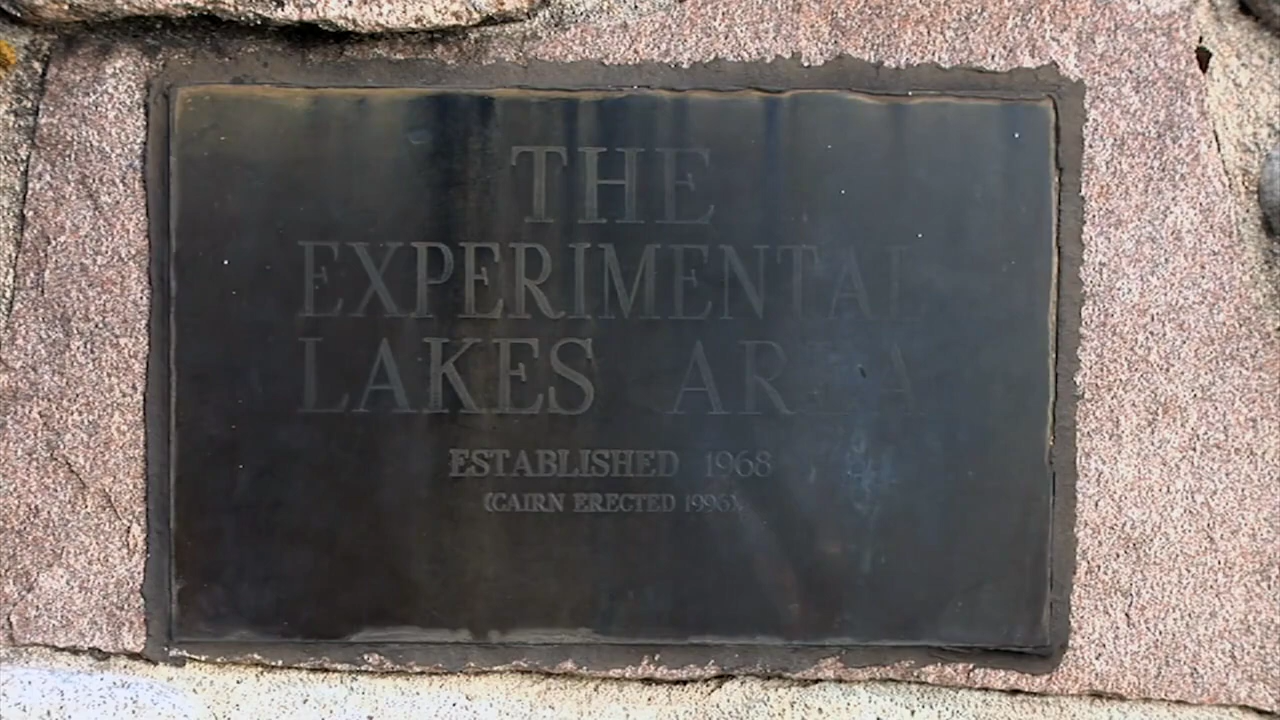 THE
EXPERIMENTAL
LAKES AREA
ESTABLISHED 1968
(CAIRN ERECTED 1996)